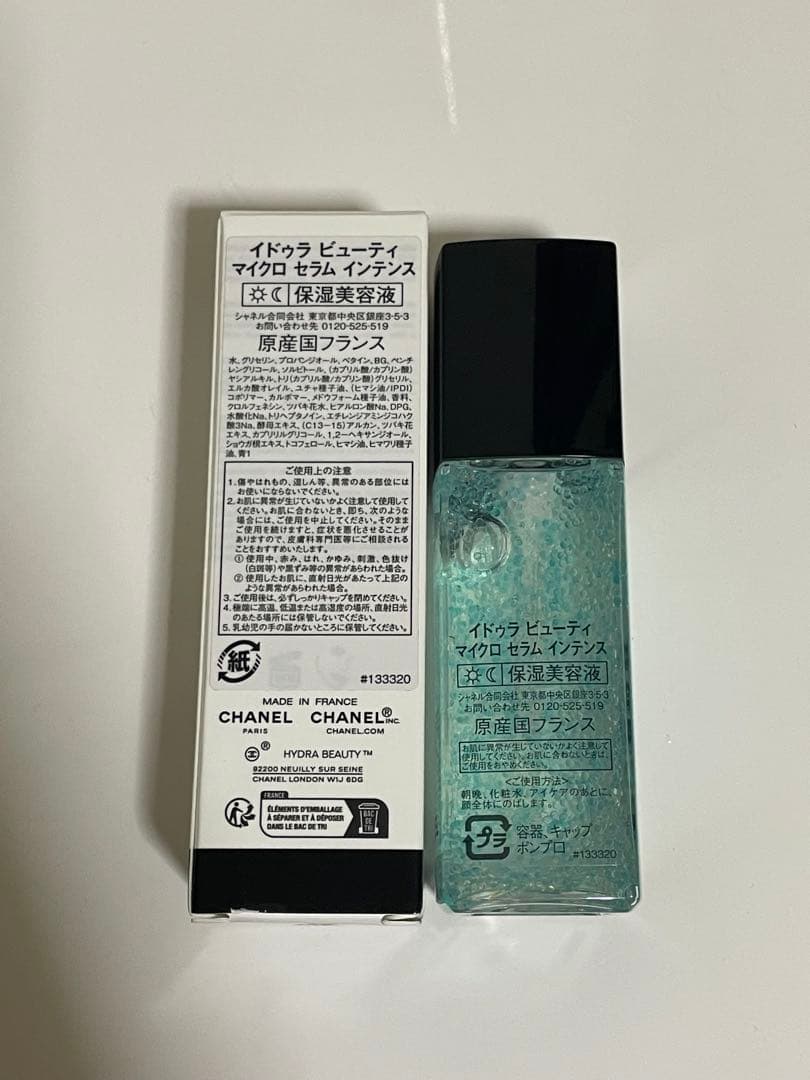 イドゥラ ビューティ
マイクロ セラム インテンス
保湿美容液
シャネル合同会社 東京都中央区銀座3-5-3
お問い合わせ先 0120-525-519
原産国フランス
水、グリセリン、プロパンジオール、ベタイン、BG、ペンチ
レングリコール、ソルビトール、(カプリル酸/カプリン酸)
ヤシアルキル、トリ(カプリル酸/カプリン酸)グリセリル、
エルカ酸オレイル、ユチャ種子油、(ヒマシ油/IPDI)
コポリマー、カルボマー、メドウフォーム種子油、香料、
クロルフェネシン、ツバキ花水、ヒアルロン酸Na、DPG、
水酸化Na、トリヘプタノイン、エチレンジアミンジコハク
酸3Na、酵母エキス、(C13-15)アルカン、ツバキ花
エキス、カプリリルグリコール、1,2-ヘキサンジオール、
ショウガ根エキス、トコフェロール、ヒマシ油、ヒマワリ種子
油、青1
ご使用上の注意
1.傷やはれもの、湿しん等、異常のある部位には
お使いにならないでください。
2.お肌に異常が生じていないかよく注意して使用して
ください。お肌に合わないとき、即ち、次のような
場合には、ご使用を中止してください。そのまま
ご使用を続けますと、症状を悪化させることが
ありますので、皮膚科専門医等にご相談される
ことをおすすめいたします。
①使用中、赤み、はれ、かゆみ、刺激、色抜け
(白斑等)や黒ずみ等の異常があらわれた場合。
②使用したお肌に、直射日光があたって上記の
ような異常があらわれた場合。
3.ご使用後は、必ずしっかりキャップを閉めてください。
4.極端に高温、低温または高湿度の場所、直射日光
のあたる場所には保管しないでください。
5.乳幼児の手の届かないところに保管してください。
紙
#133320
MADE IN FRANCE
CHANEL CHANEL® INC.
PARIS CHANEL.COM
® HYDRA BEAUTY™
92200 NEUILLY SUR SEINE
CHANEL LONDON W1J 6DG
FRANCE
ÉLÉMENTS D'EMBALLAGE
À SÉPARER ET À DÉPOSER
DANS LE BAC DE TRI
BAC
DE
TRI
イドゥラ ビューティ
マイクロ セラム インテンス
保湿美容液
シャネル合同会社 東京都中央区銀座3-5-3
お問い合わせ先 0120-525-519
原産国フランス
お肌に異常が生じていないかよく注意して
使用してください。お肌に合わないときは、
ご使用をおやめください。
<ご使用方法>
朝晩、化粧水、アイケアのあとに、
顔全体にのばします。
プラ 容器、キャップ
ポンプロ
#133320